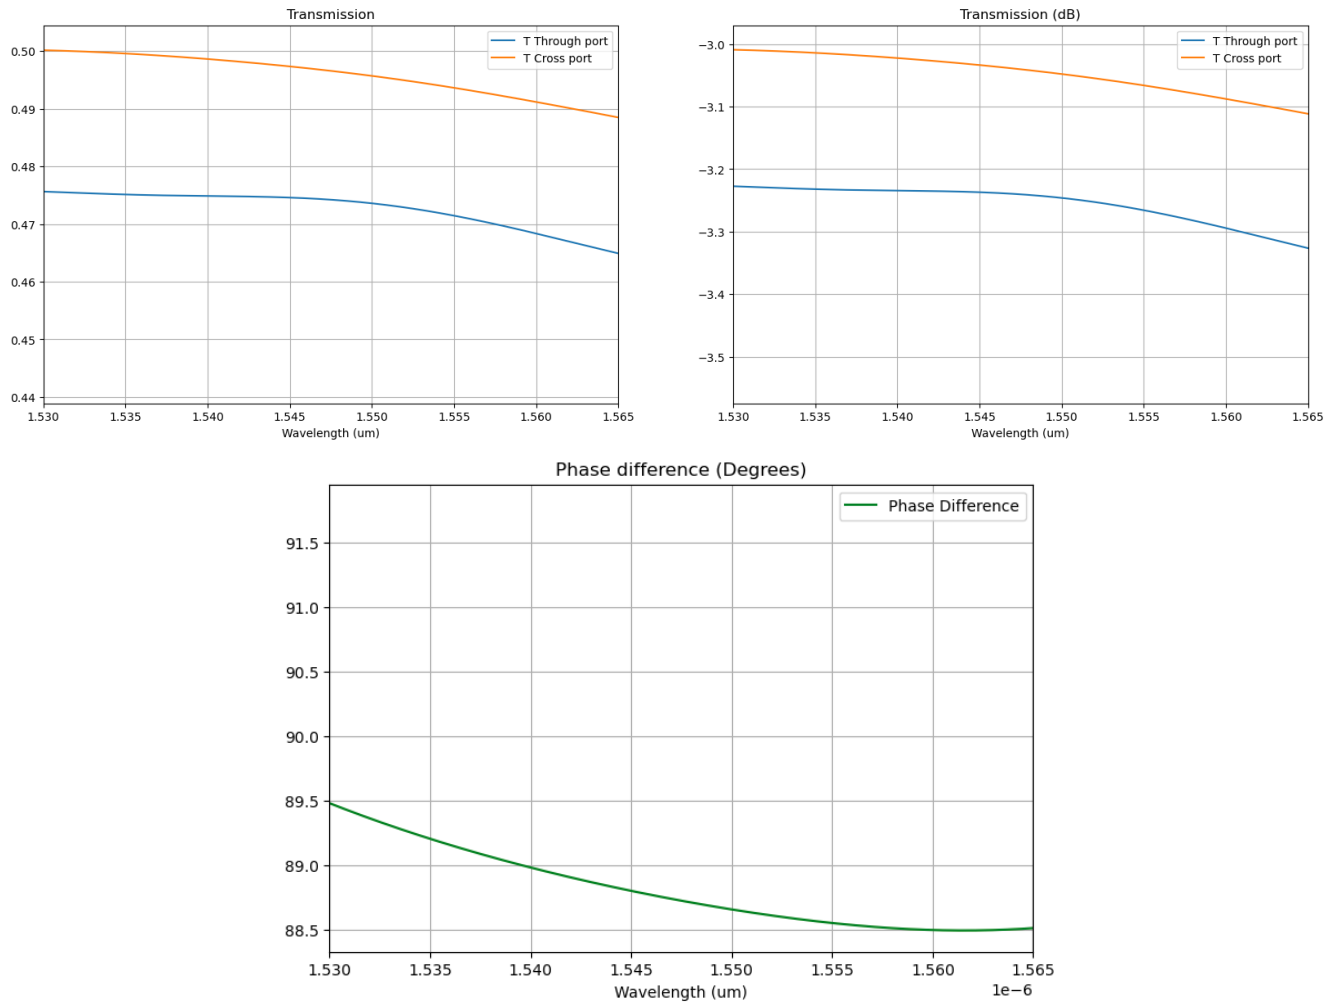 Transmission
0.50
0.49
0.48
0.47
0.46
0.45
0.44
1.530 1.535 1.540 1.545 1.550 1.555 1.560 1.565
Wavelength (um)
T Through port
T Cross port
Transmission (dB)
−3.0
−3.1
−3.2
−3.3
−3.4
−3.5
1.530 1.535 1.540 1.545 1.550 1.555 1.560 1.565
Wavelength (um)
T Through port
T Cross port
Phase difference (Degrees)
Phase Difference
91.5
91.0
90.5
90.0
89.5
89.0
88.5
1.530 1.535 1.540 1.545 1.550 1.555 1.560 1.565
Wavelength (um)
1e−6